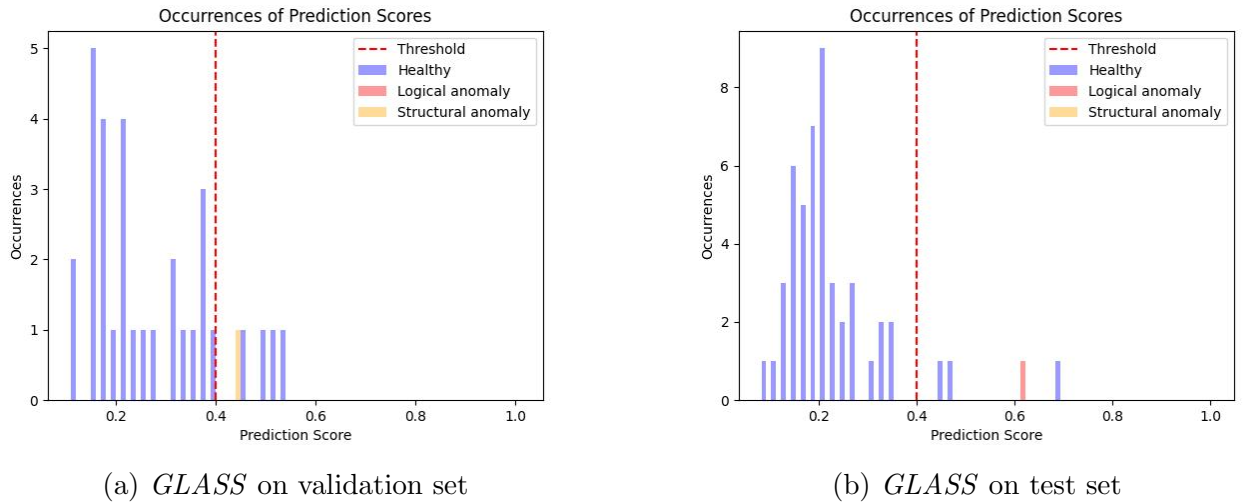 Occurrences of Prediction Scores
5
4
3
2
1
0
Occurrences
0.2
0.4
0.6
0.8
1.0
Prediction Score
Threshold
Healthy
Logical anomaly
Structural anomaly
(a) GLASS on validation set
Occurrences of Prediction Scores
8
6
4
2
0
Occurrences
0.2
0.4
0.6
0.8
1.0
Prediction Score
Threshold
Healthy
Logical anomaly
Structural anomaly
(b) GLASS on test set